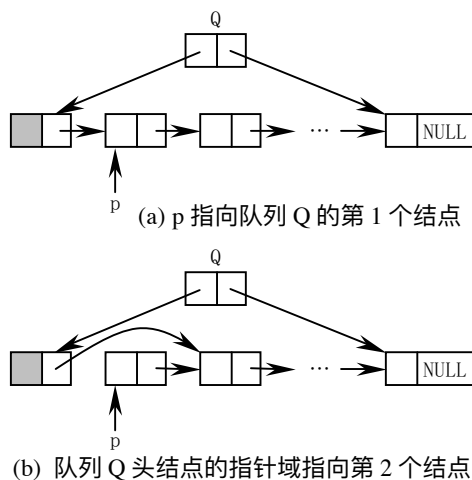 Q
… NULL
p
(a) p 指向队列 Q 的第 1 个结点
Q
… NULL
p
(b) 队列 Q 头结点的指针域指向第 2 个结点